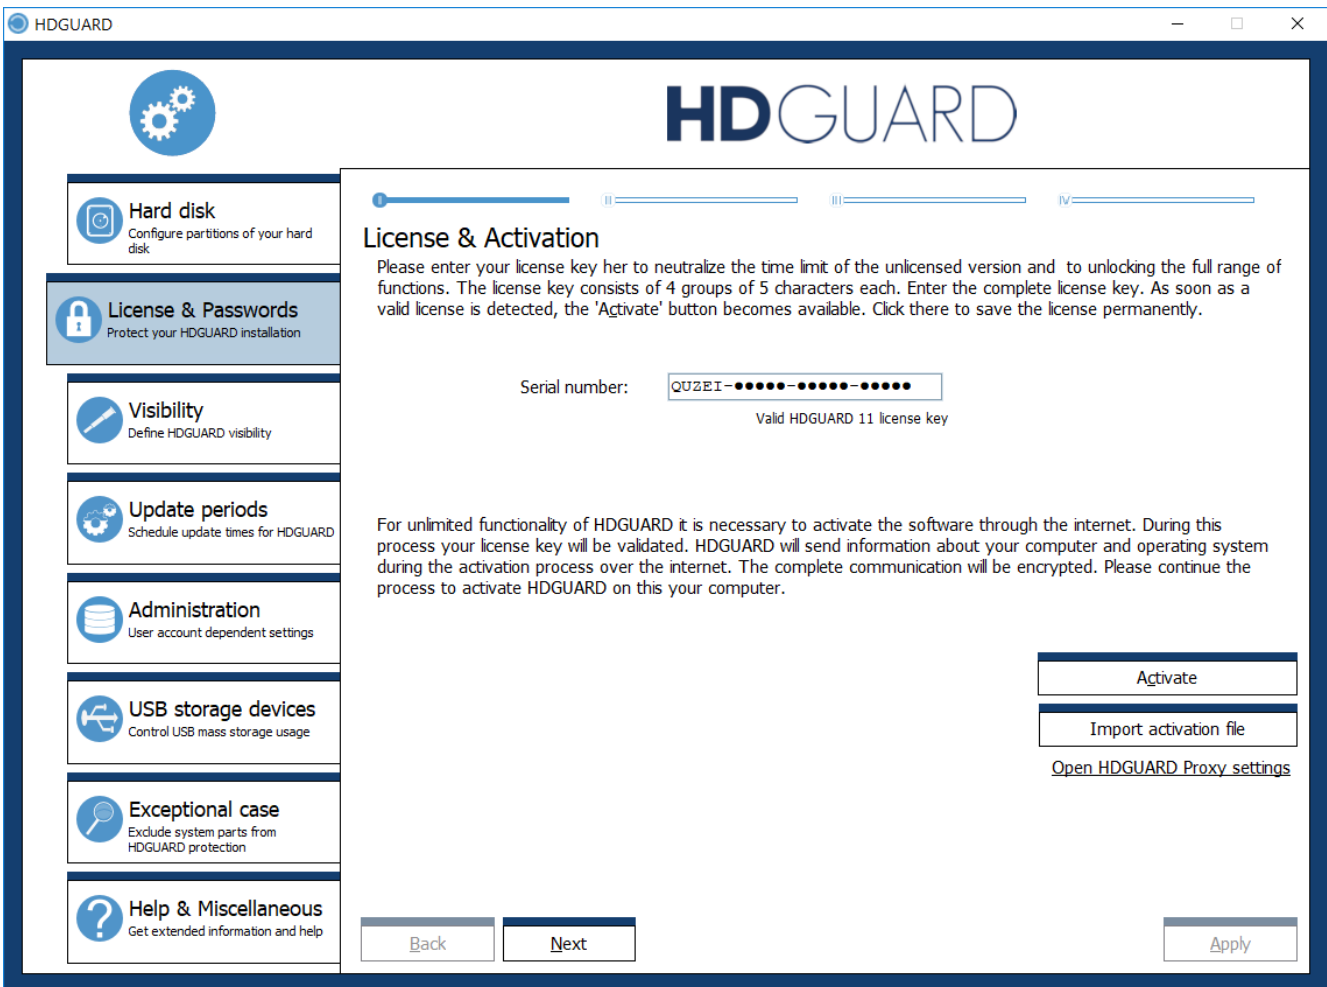 HDGUARD
HDGUARD
Hard disk
Configure partitions of your hard
disk
License & Passwords
Protect your HDGUARD installation
Visibility
Define HDGUARD visibility
Update periods
Schedule update times for HDGUARD
Administration
User account dependent settings
USB storage devices
Control USB mass storage usage
Exceptional case
Exclude system parts from
HDGUARD protection
Help & Miscellaneous
Get extended information and help
I II III IV
License & Activation
Please enter your license key her to neutralize the time limit of the unlicensed version and to unlocking the full range of
functions. The license key consists of 4 groups of 5 characters each. Enter the complete license key. As soon as a
valid license is detected, the 'Activate' button becomes available. Click there to save the license permanently.
Serial number: QUZEI-●●●●●-●●●●●-●●●●●
Valid HDGUARD 11 license key
For unlimited functionality of HDGUARD it is necessary to activate the software through the internet. During this
process your license key will be validated. HDGUARD will send information about your computer and operating system
during the activation process over the internet. The complete communication will be encrypted. Please continue the
process to activate HDGUARD on this your computer.
Activate
Import activation file
Open HDGUARD Proxy settings
Back Next Apply